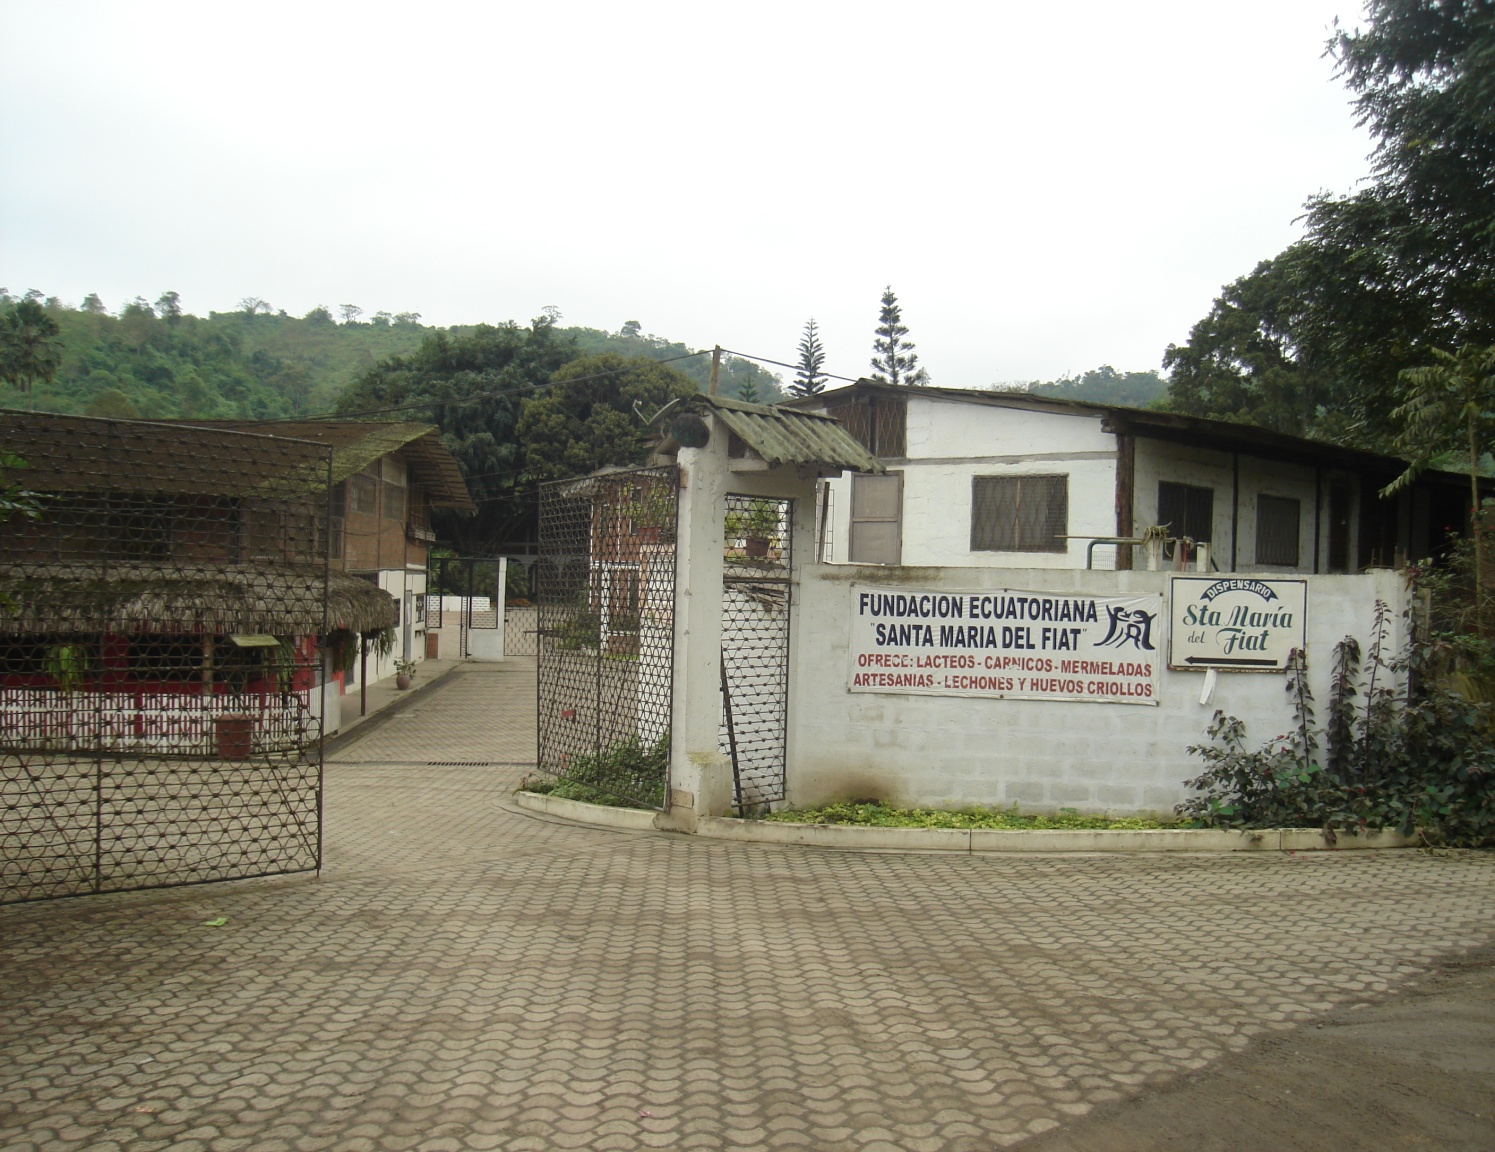 FUNDACION ECUATORIANA
"SANTA MARIA DEL FIAT"
OFRECE: LACTEOS - CARNICOS - MERMELADAS
ARTESANIAS - LECHONES Y HUEVOS CRIOLLOS
DISPENSARIO
Sta María
del Fiat